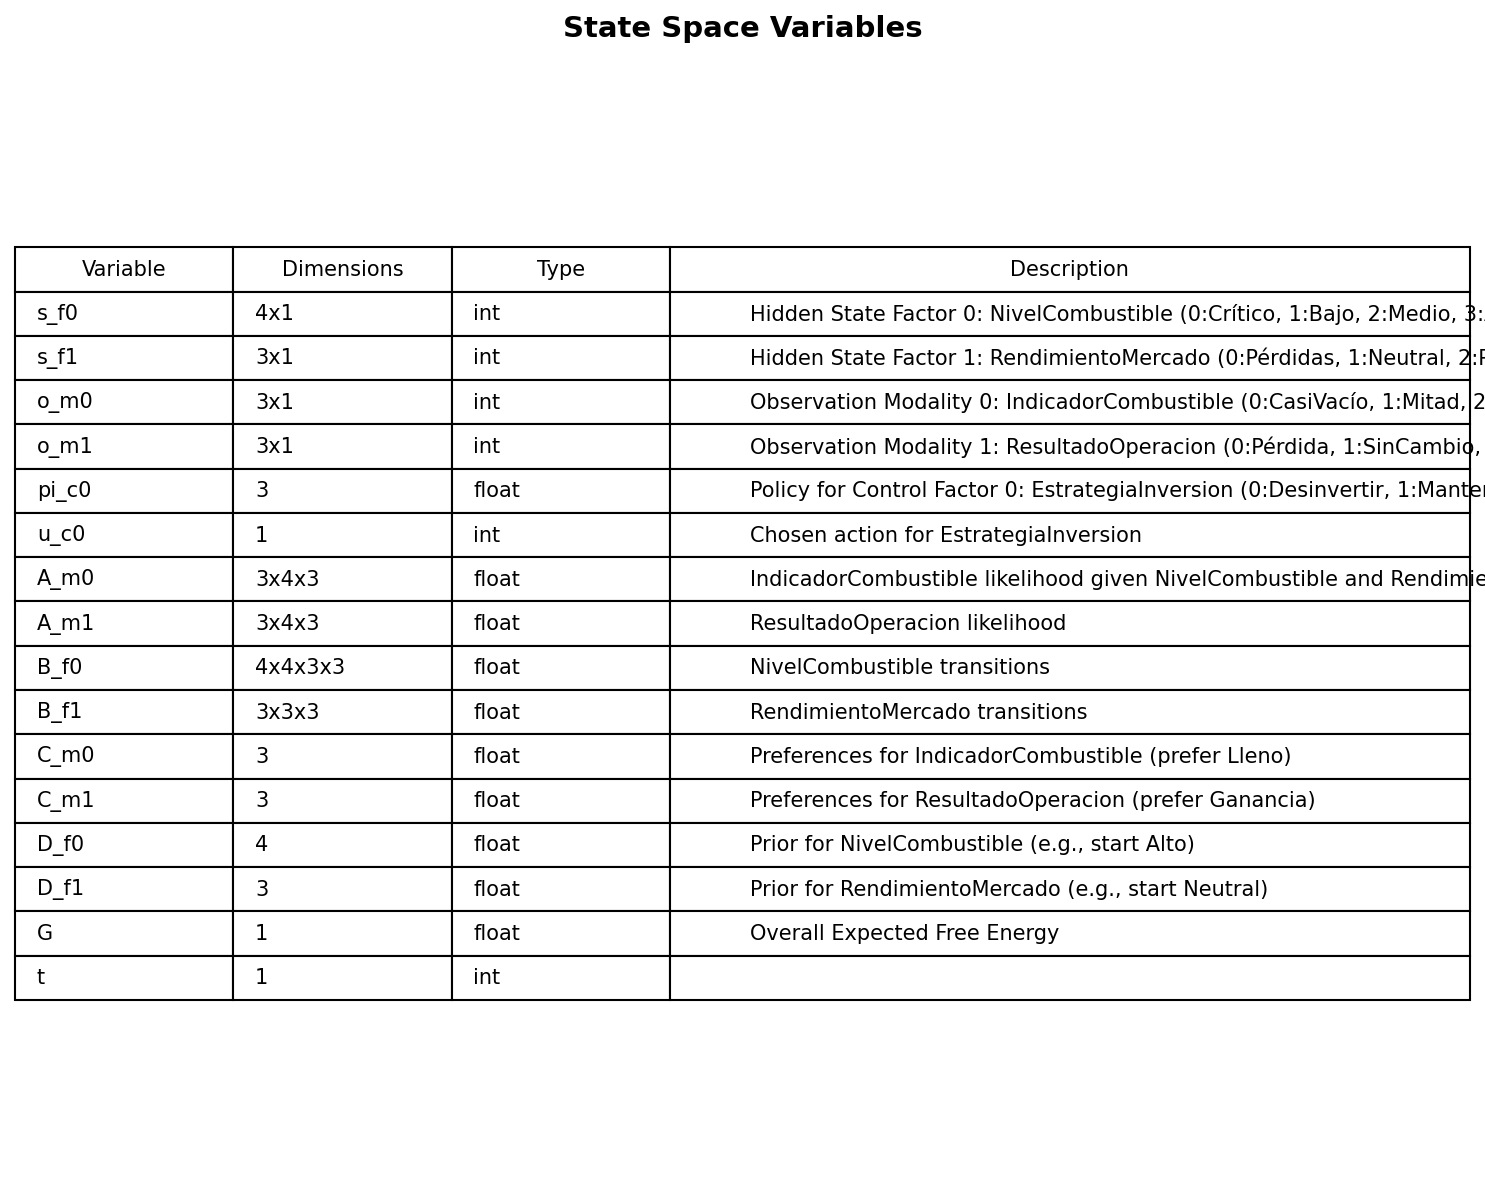 State Space Variables
Variable Dimensions Type Description
s_f0 4x1 int Hidden State Factor 0: NivelCombustible (0:Crítico, 1:Bajo, 2:Medio, 3:
s_f1 3x1 int Hidden State Factor 1: RendimientoMercado (0:Pérdidas, 1:Neutral, 2:
o_m0 3x1 int Observation Modality 0: IndicadorCombustible (0:CasiVacío, 1:Mitad, 2
o_m1 3x1 int Observation Modality 1: ResultadoOperacion (0:Pérdida, 1:SinCambio,
pi_c0 3 float Policy for Control Factor 0: EstrategiaInversion (0:Desinvertir, 1:Mante
u_c0 1 int Chosen action for EstrategiaInversion
A_m0 3x4x3 float IndicadorCombustible likelihood given NivelCombustible and Rendimie
A_m1 3x4x3 float ResultadoOperacion likelihood
B_f0 4x4x3x3 float NivelCombustible transitions
B_f1 3x3x3 float RendimientoMercado transitions
C_m0 3 float Preferences for IndicadorCombustible (prefer Lleno)
C_m1 3 float Preferences for ResultadoOperacion (prefer Ganancia)
D_f0 4 float Prior for NivelCombustible (e.g., start Alto)
D_f1 3 float Prior for RendimientoMercado (e.g., start Neutral)
G 1 float Overall Expected Free Energy
t 1 int